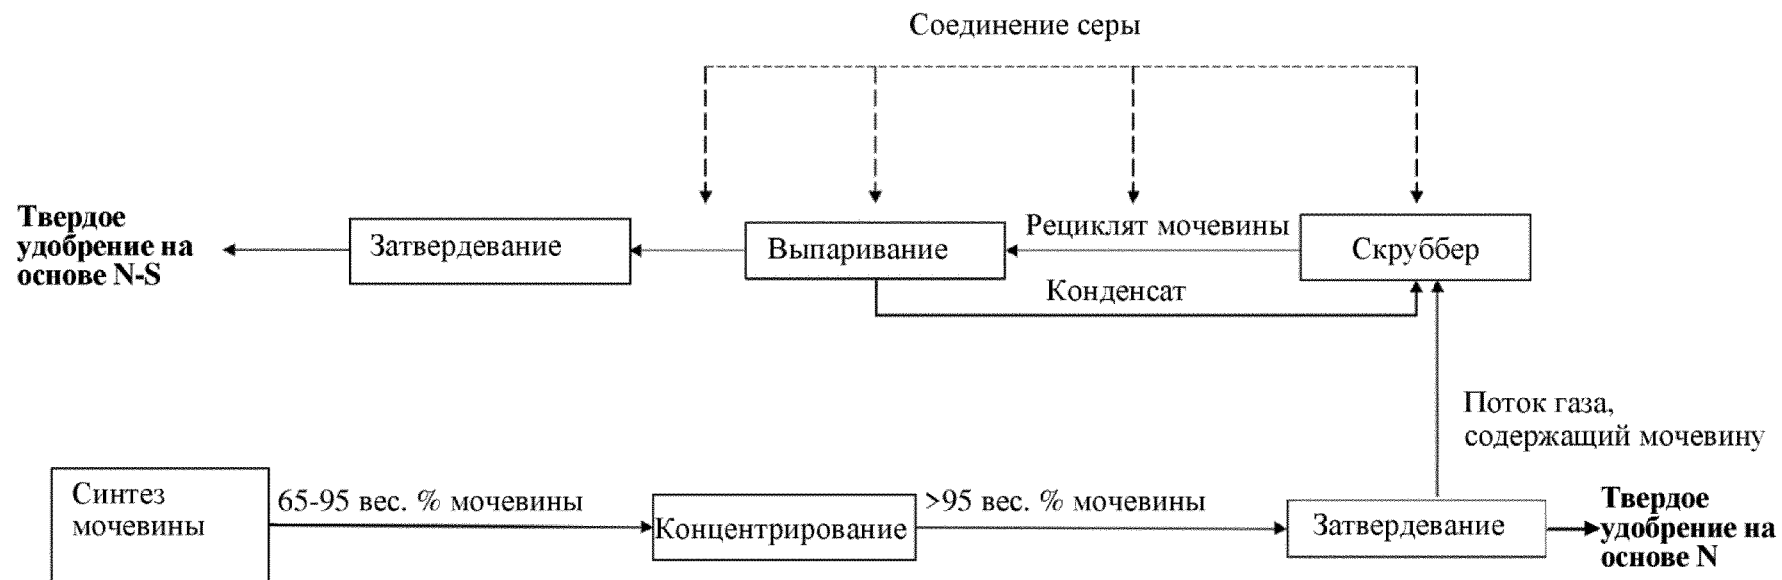 Соединение серы
Твердое
удобрение на
основе N-S
Затвердевание
Выпаривание
Рециклят мочевины
Скруббер
Конденсат
Поток газа,
содержащий мочевину
Синтез
мочевины
65-95 вес. % мочевины
Концентрирование
>95 вес. % мочевины
Затвердевание
Твердое
удобрение на
основе N